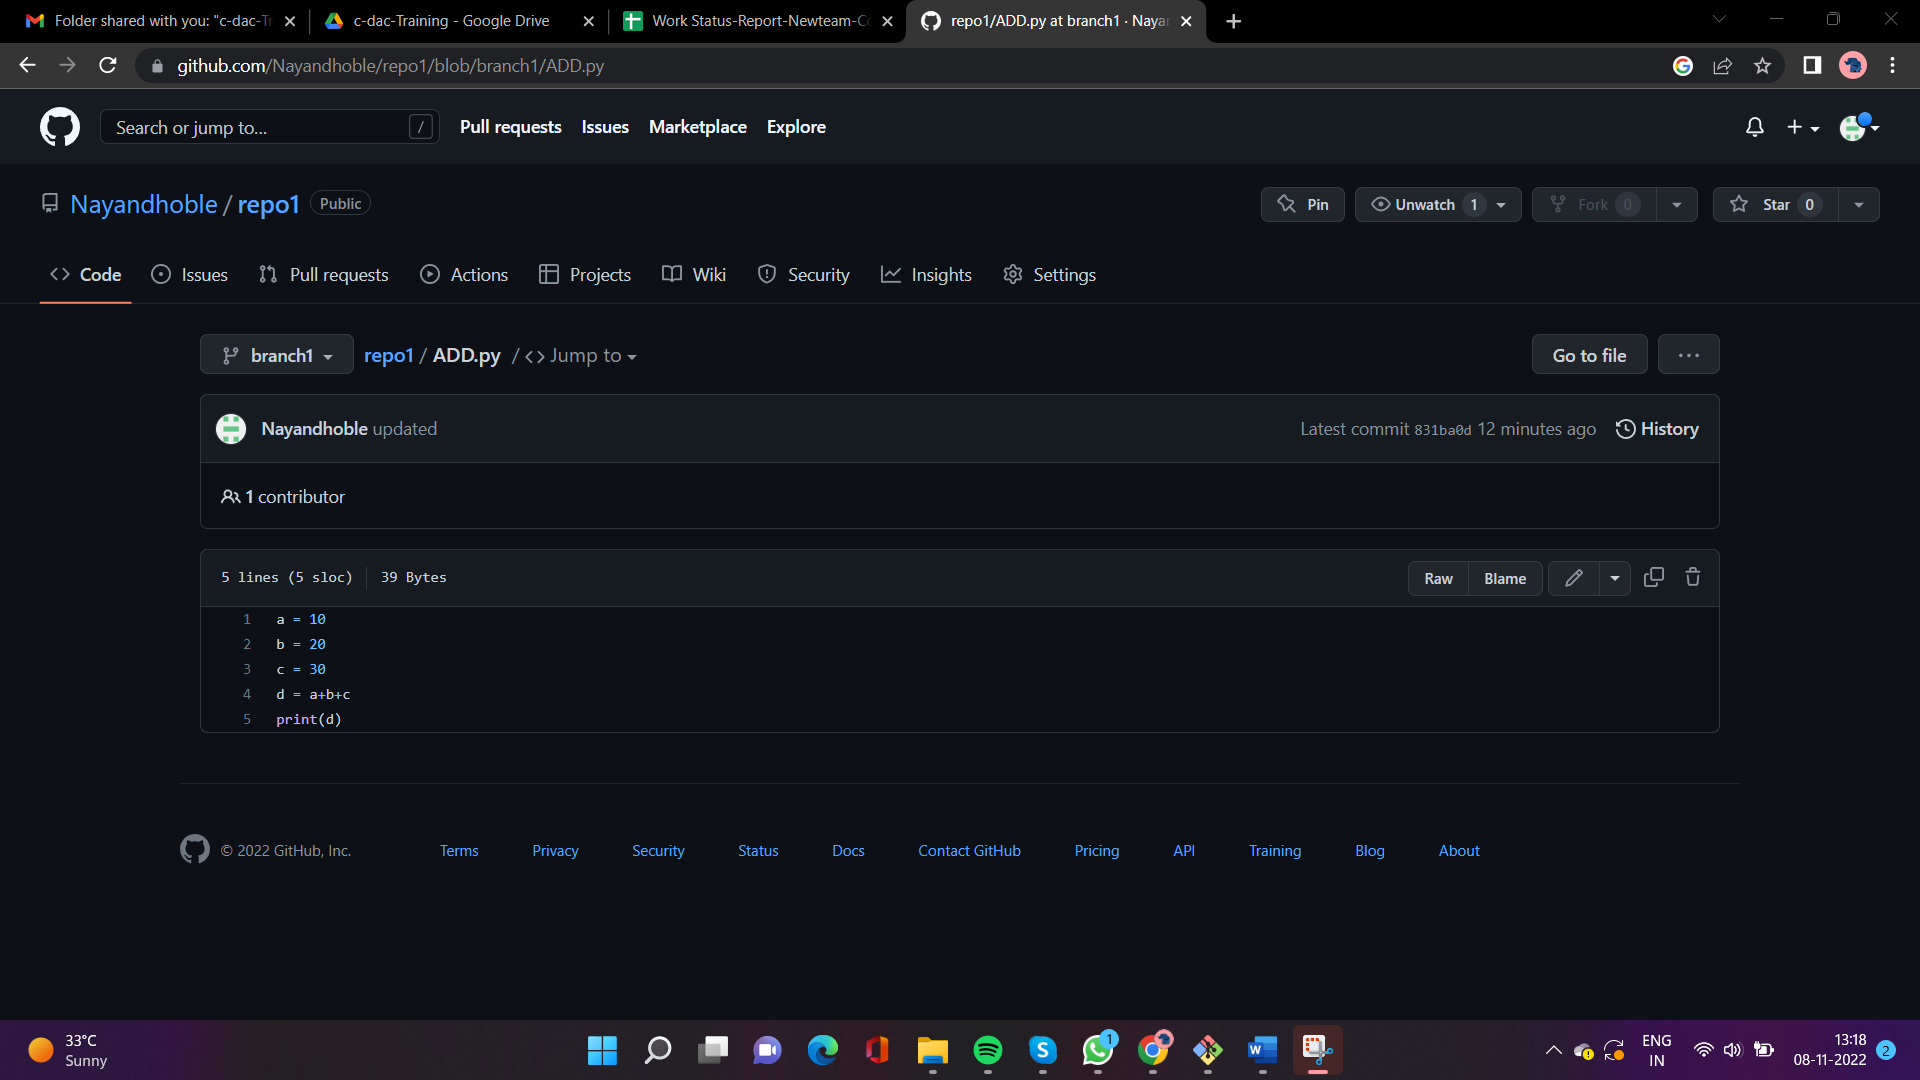 Folder shared with you: "c-dac-Tr
c-dac-Training - Google Drive
Work Status-Report-Newteam-Co
repo1/ADD.py at branch1 · Nayan
github.com/Nayandhoble/repo1/blob/branch1/ADD.py
Search or jump to... /
Pull requests Issues Marketplace Explore
Nayandhoble / repo1 Public
Pin Unwatch 1 Fork 0 Star 0
Code Issues Pull requests Actions Projects Wiki Security Insights Settings
branch1 repo1 / ADD.py / <> Jump to
Go to file ...
Nayandhoble updated
Latest commit 831ba0d 12 minutes ago History
1 contributor
5 lines (5 sloc) 39 Bytes
Raw Blame
1 a = 10
2 b = 20
3 c = 30
4 d = a+b+c
5 print(d)
© 2022 GitHub, Inc. Terms Privacy Security Status Docs Contact GitHub Pricing API Training Blog About
33°C
Sunny
S
1
W
ENG
IN
13:18
08-11-2022
2